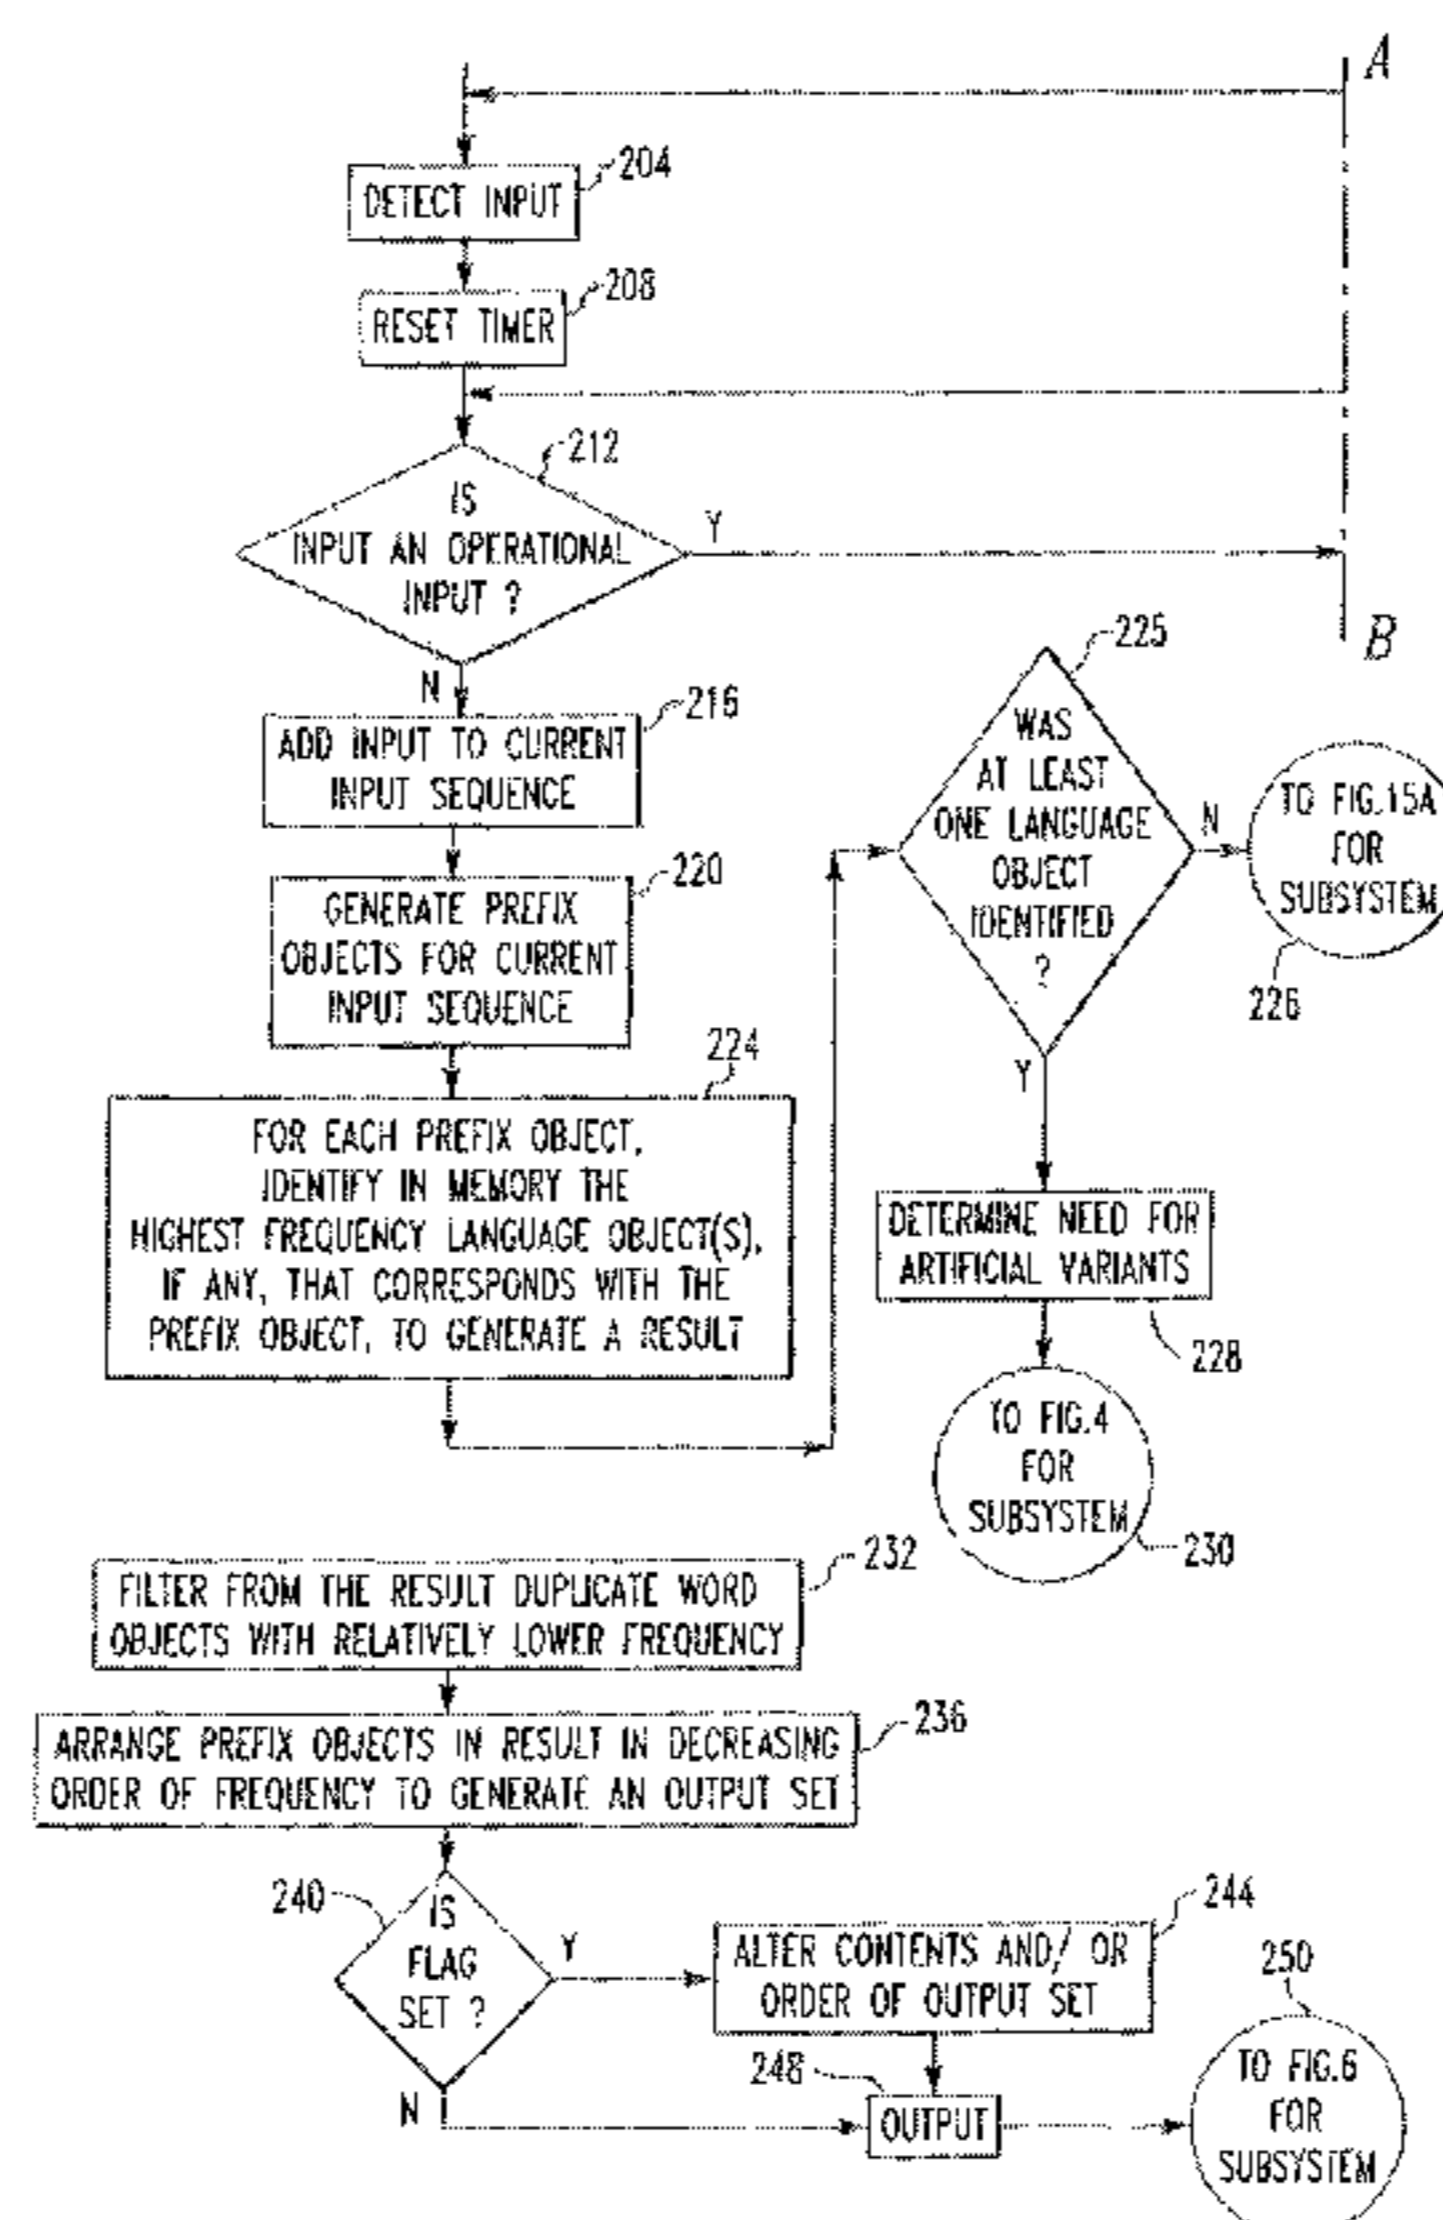 A
204
DETECT INPUT
208
RESET TIMER
212
IS
INPUT AN OPERATIONAL
INPUT ?
Y
N
B
216
ADD INPUT TO CURRENT
INPUT SEQUENCE
220
GENERATE PREFIX
OBJECTS FOR CURRENT
INPUT SEQUENCE
224
FOR EACH PREFIX OBJECT,
IDENTIFY IN MEMORY THE
HIGHEST FREQUENCY LANGUAGE OBJECT(S),
IF ANY, THAT CORRESPONDS WITH THE
PREFIX OBJECT, TO GENERATE A RESULT
225
WAS
AT LEAST
ONE LANGUAGE
OBJECT
IDENTIFIED
?
N
TO FIG.15A
FOR
SUBSYSTEM
226
Y
DETERMINE NEED FOR
ARTIFICIAL VARIANTS
228
TO FIG.4
FOR
SUBSYSTEM
230
232
FILTER FROM THE RESULT DUPLICATE WORD
OBJECTS WITH RELATIVELY LOWER FREQUENCY
236
ARRANGE PREFIX OBJECTS IN RESULT IN DECREASING
ORDER OF FREQUENCY TO GENERATE AN OUTPUT SET
240
IS
FLAG
SET ?
Y
N
244
ALTER CONTENTS AND/ OR
ORDER OF OUTPUT SET
248
OUTPUT
250
TO FIG.6
FOR
SUBSYSTEM